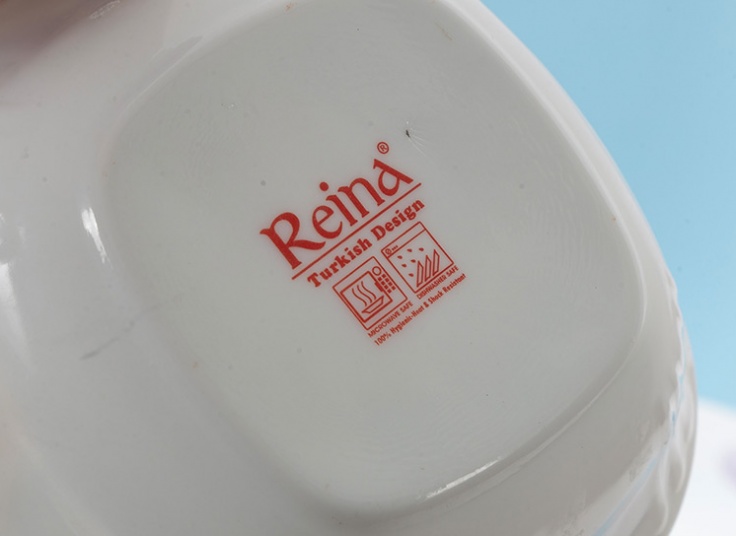 Reina®
Turkish Design
MICROWAVE SAFE DISHWASHER SAFE
100% Hygienic-Heat & Shock Resistant